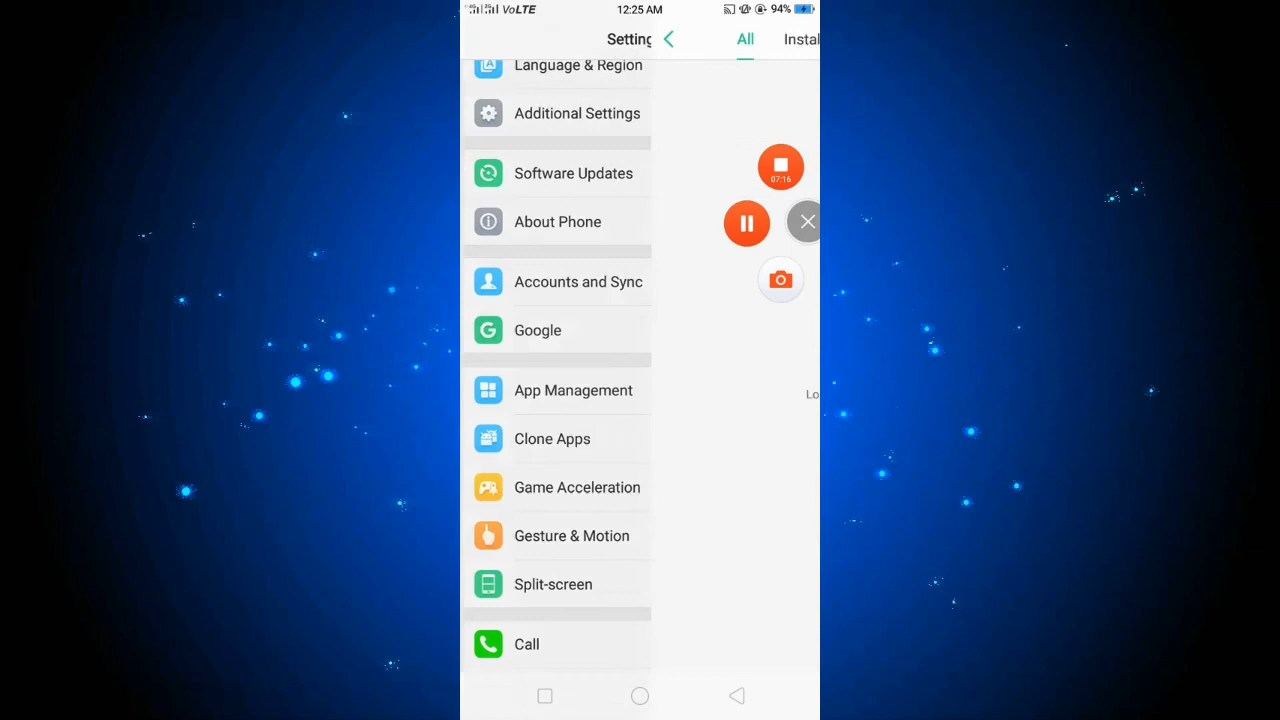 VoLTE 12:25 AM 94%
Setting All Instal
Language & Region
Additional Settings
07:16
Software Updates
About Phone
Accounts and Sync
Google
App Management
Lo
Clone Apps
Game Acceleration
Gesture & Motion
Split-screen
Call